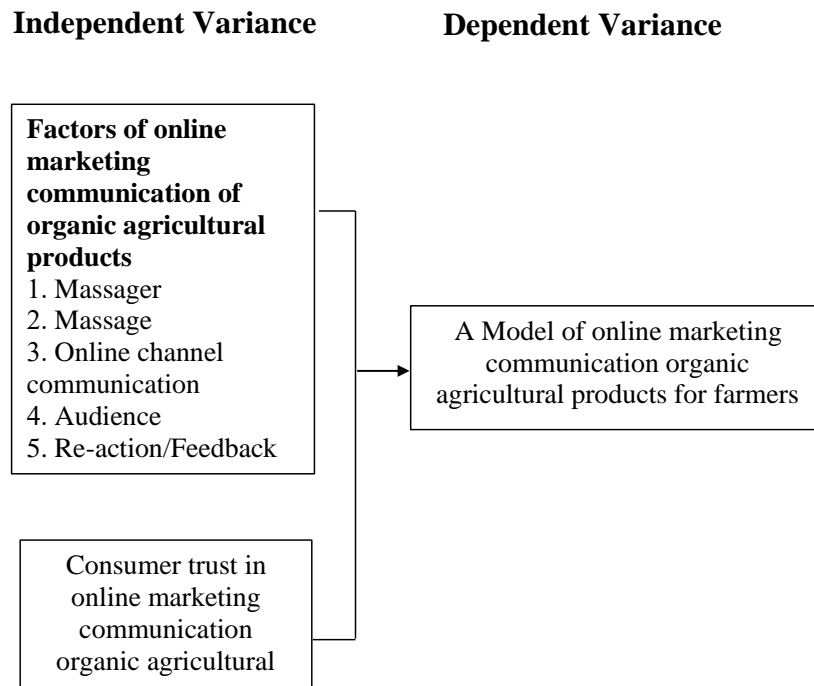 Independent Variance
Dependent Variance
Factors of online
marketing
communication of
organic agricultural
products
1. Massager
2. Massage
3. Online channel
communication
4. Audience
5. Re-action/Feedback
A Model of online marketing
communication organic
agricultural products for farmers
Consumer trust in
online marketing
communication
organic agricultural